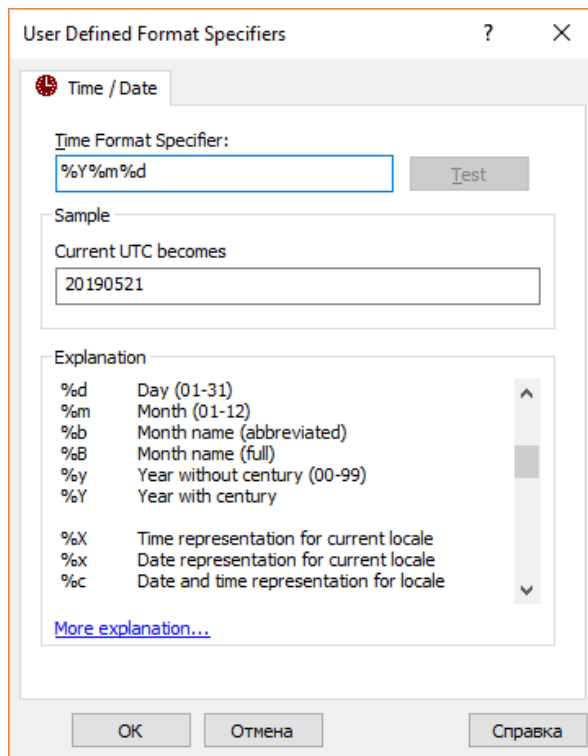 User Defined Format Specifiers ?
Time / Date
Time Format Specifier:
%Y%m%d
Test
Sample
Current UTC becomes
20190521
Explanation
%d Day (01-31)
%m Month (01-12)
%b Month name (abbreviated)
%B Month name (full)
%y Year without century (00-99)
%Y Year with century
%X Time representation for current locale
%x Date representation for current locale
%c Date and time representation for locale
More explanation...
ОК Отмена Справка